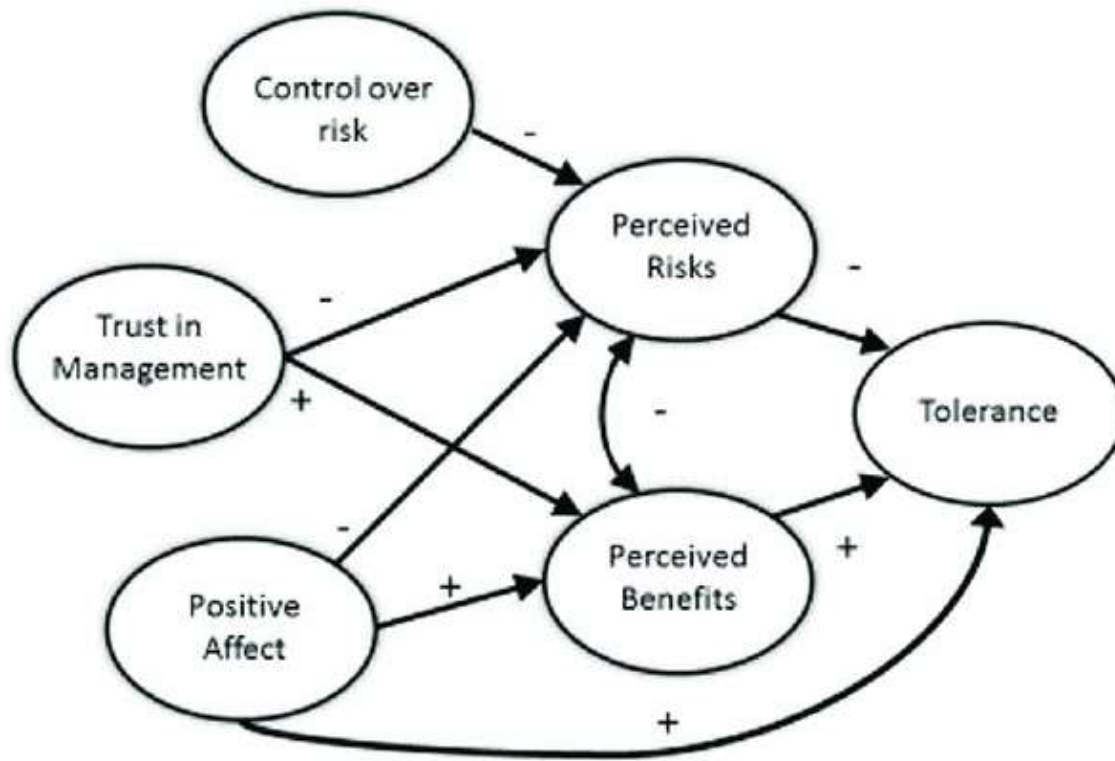 Control over
risk
-
Perceived
Risks
-
-
Trust in
Management
+
-
Tolerance
-
+
Perceived
Benefits
+
Positive
Affect
+